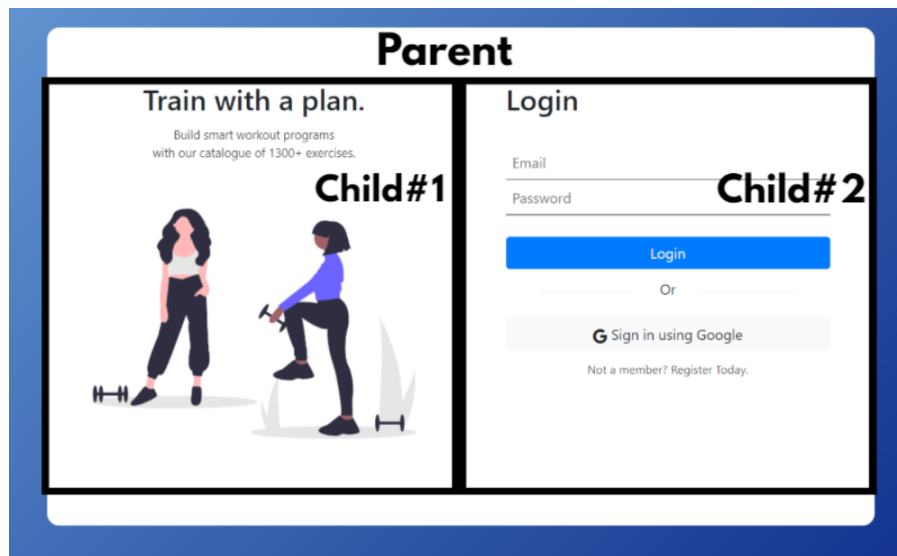 Parent
Train with a plan.
Build smart workout programs
with our catalogue of 1300+ exercises.
Child#1
Login
Email
Password
Child#2
Login
Or
G Sign in using Google
Not a member? Register Today.